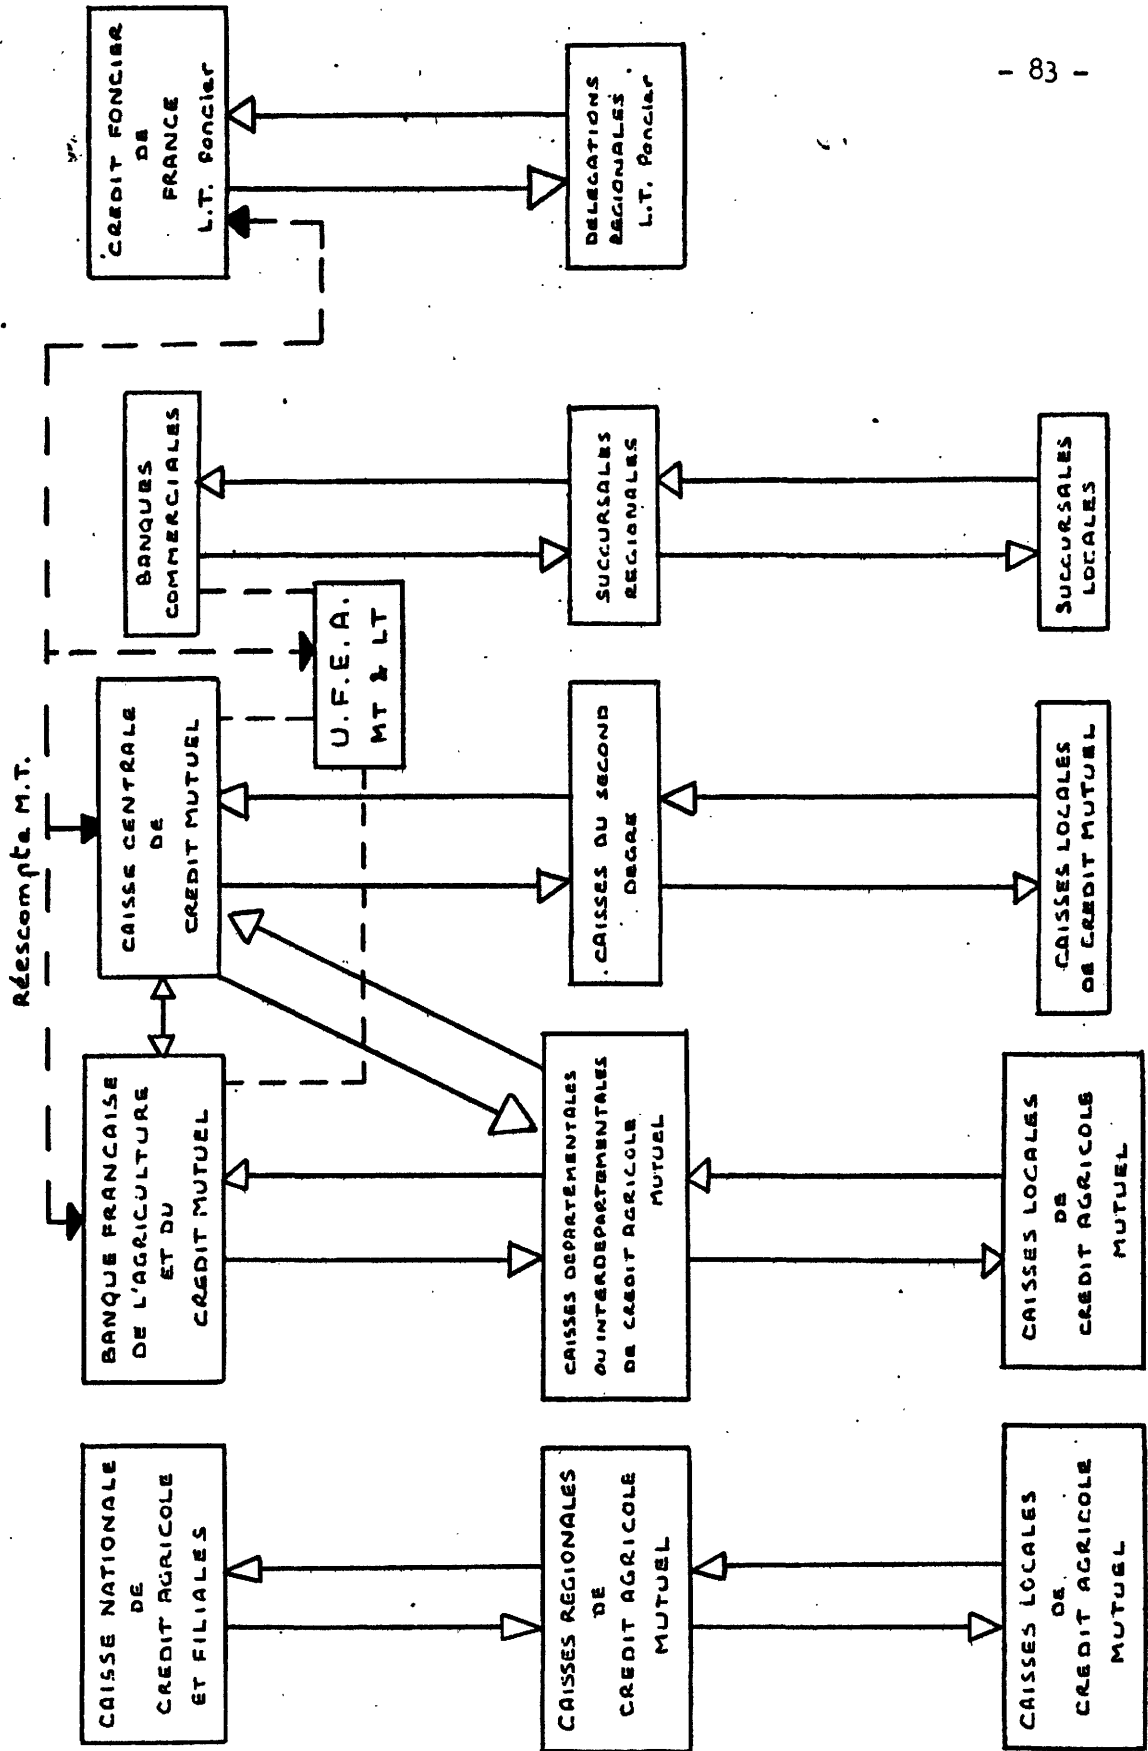 - 83 -
Réescompte M.T.
CAISSE NATIONALE
DE
CREDIT AGRICOLE
ET FILIALES
BANQUE FRANCAISE
DE L'AGRICULTURE
ET DU
CREDIT MUTUEL
CAISSE CENTRALE
DE
CREDIT MUTUEL
BANQUES
COMMERCIALES
CREDIT FONCIER
DE
FRANCE
L.T. Foncier
U.F.E.A.
MT & LT
CAISSES REGIONALES
DE
CREDIT AGRICOLE
MUTUEL
CAISSES DEPARTEMENTALES
OU INTERDEPARTEMENTALES
DE CREDIT AGRICOLE
MUTUEL
CAISSES DU SECOND
DEGRE
SUCCURSALES
REGIONALES
DELEGATIONS
REGIONALES
L.T. Foncier
CAISSES LOCALES
DE
CREDIT AGRICOLE
MUTUEL
CAISSES LOCALES
DE
CREDIT AGRICOLE
MUTUEL
CAISSES LOCALES
DE CREDIT MUTUEL
SUCCURSALES
LOCALES